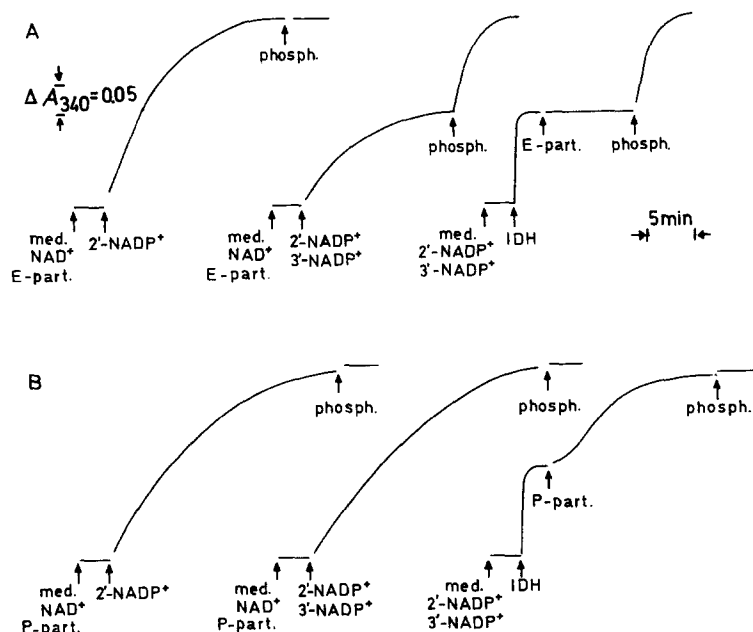 A
phosph.
Δ A340 = 0.05
phosph.
E-part.
phosph.
med.
NAD+
E-part.
2'-NADP+
med.
NAD+
E-part.
2'-NADP+
3'-NADP+
med.
2'-NADP+
3'-NADP+
IDH
5min
B
phosph.
phosph.
phosph.
P-part.
med.
NAD+
P-part.
2'-NADP+
med.
NAD+
P-part.
2'-NADP+
3'-NADP+
med.
2'-NADP+
3'-NADP+
IDH